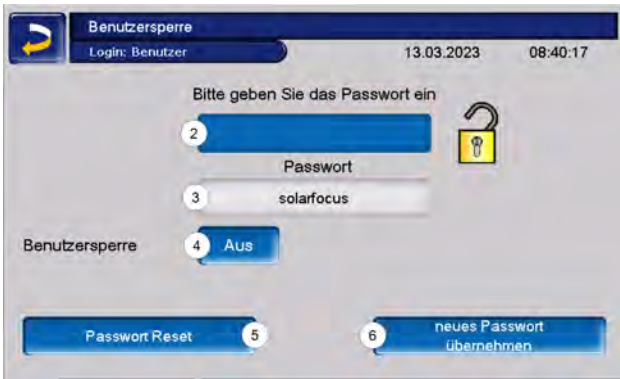 Benutzersperre
Login: Benutzer
13.03.2023
08:40:17
Bitte geben Sie das Passwort ein
2
Passwort
3 solarfocus
Benutzersperre 4 Aus
Passwort Reset 5
6 neues Passwort
übernehmen